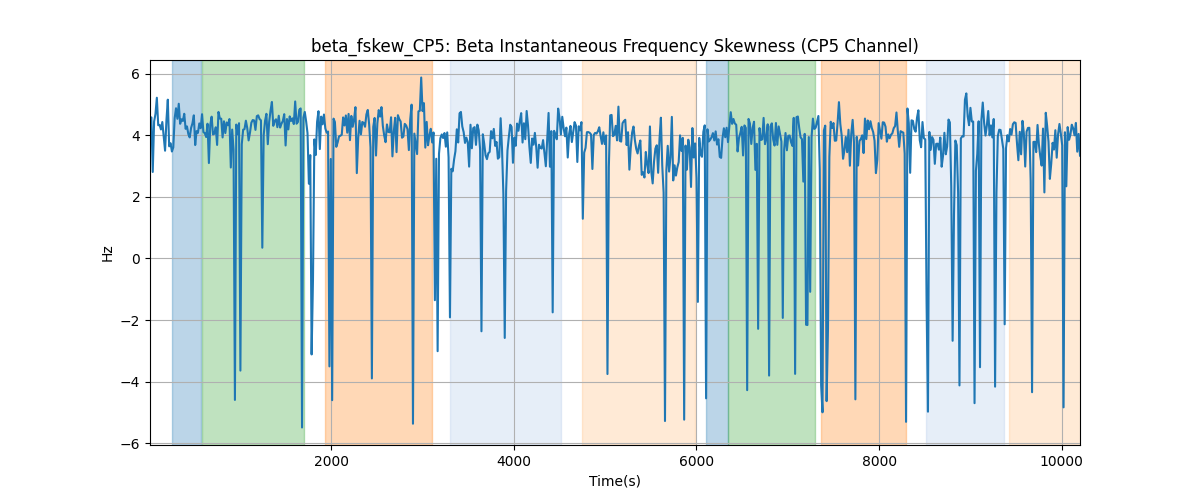 beta_fskew_CP5: Beta Instantaneous Frequency Skewness (CP5 Channel)
6
4
2
0
−2
−4
−6
Hz
2000 4000 6000 8000 10000
Time(s)